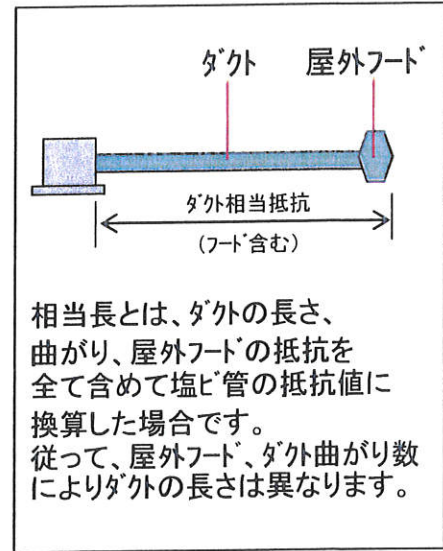 ダクト 屋外フード
ダクト相当抵抗
(フード含む)
相当長とは、ダクトの長さ、
曲がり、屋外フードの抵抗を
全て含めて塩ビ管の抵抗値に
換算した場合です。
従って、屋外フード、ダクト曲がり数
によりダクトの長さは異なります。